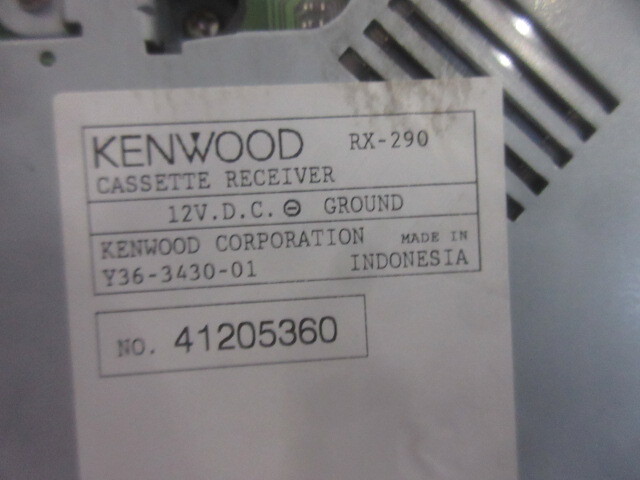 KENWOOD RX-290
CASSETTE RECEIVER
12V.D.C. ⊖ GROUND
KENWOOD CORPORATION MADE IN
Y36-3430-01 INDONESIA
NO. 41205360